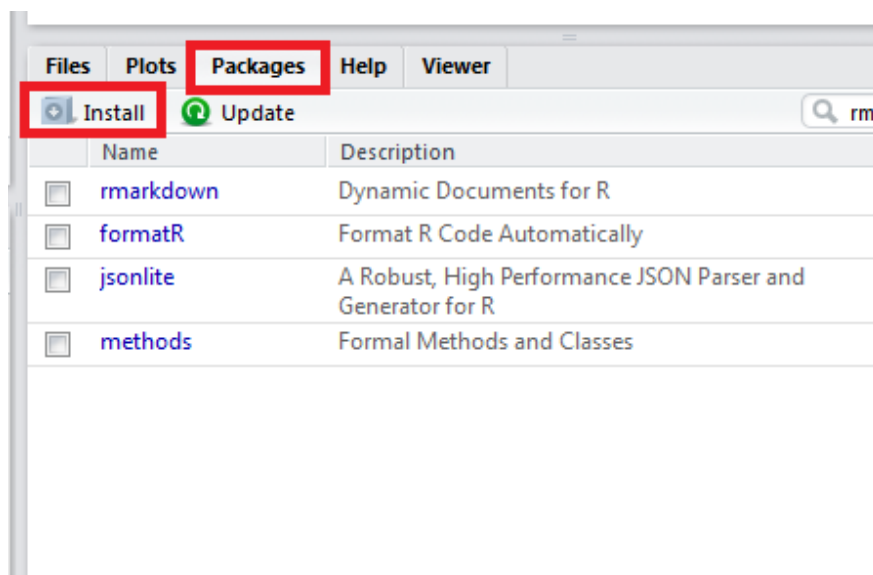 Files Plots Packages Help Viewer
Install Update rm
Name Description
rmarkdown Dynamic Documents for R
formatR Format R Code Automatically
jsonlite A Robust, High Performance JSON Parser and
Generator for R
methods Formal Methods and Classes